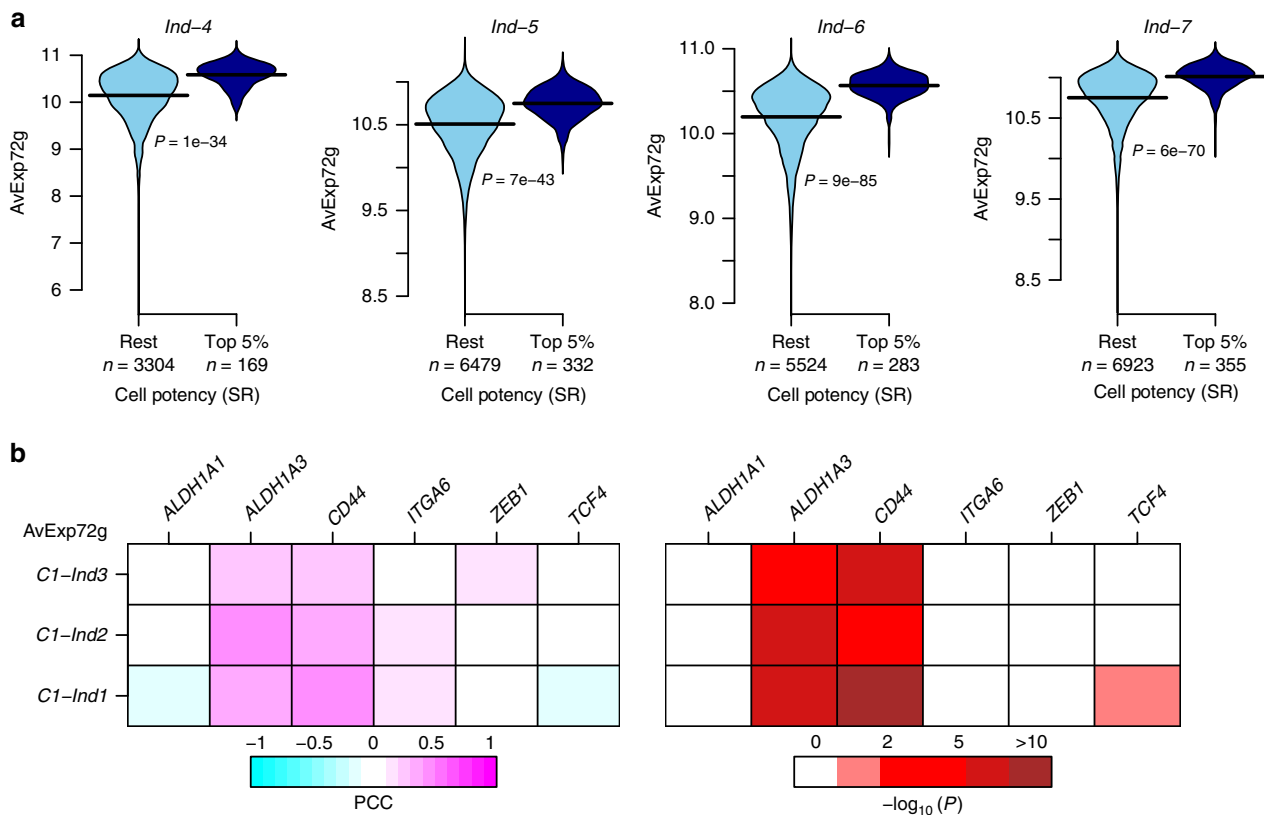 a
Ind−4
Ind−5
Ind−6
Ind−7
AvExp72g
11
10
9
8
7
6
P = 1e−34
Rest
n = 3304
Top 5%
n = 169
Cell potency (SR)
AvExp72g
10.5
9.5
8.5
P = 7e−43
Rest
n = 6479
Top 5%
n = 332
Cell potency (SR)
AvExp72g
11.0
10.0
9.0
8.0
P = 9e−85
Rest
n = 5524
Top 5%
n = 283
Cell potency (SR)
AvExp72g
10.5
9.5
8.5
P = 6e−70
Rest
n = 6923
Top 5%
n = 355
Cell potency (SR)
b
ALDH1A1 ALDH1A3 CD44 ITGA6 ZEB1 TCF4
AvExp72g
C1−Ind3
C1−Ind2
C1−Ind1
−1 −0.5 0 0.5 1
PCC
ALDH1A1 ALDH1A3 CD44 ITGA6 ZEB1 TCF4
0 2 5 >10
−log10 (P)